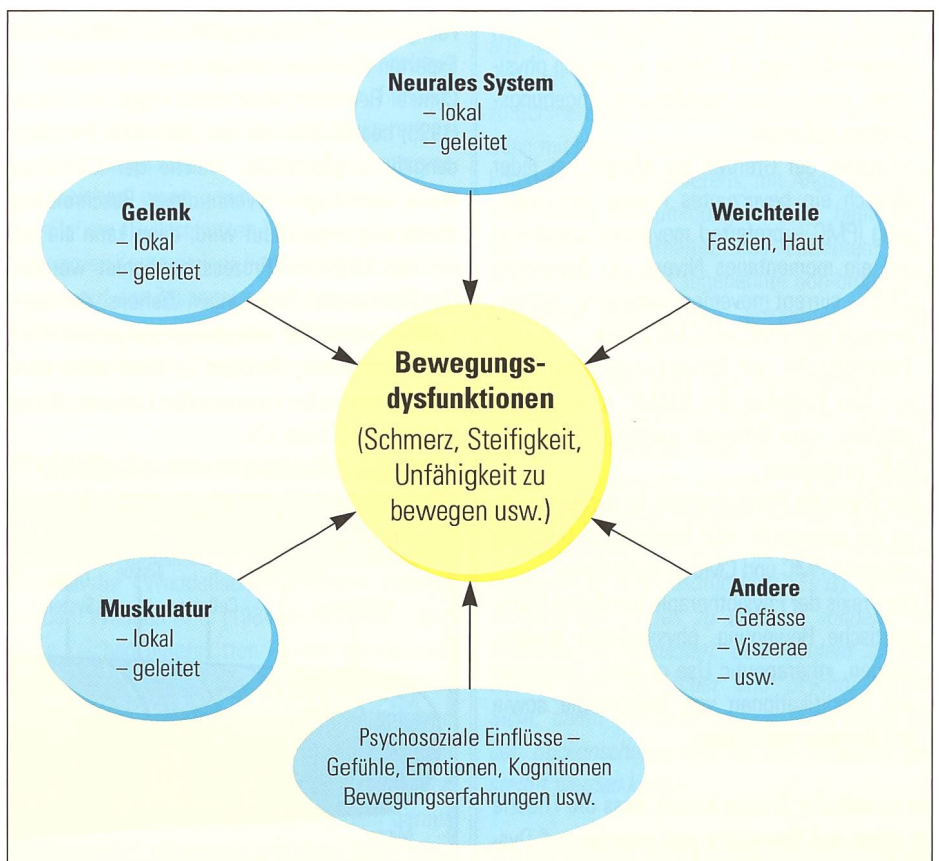 Neurales System
– lokal
– geleitet
Gelenk
– lokal
– geleitet
Weichteile
Faszien, Haut
Bewegungs-
dysfunktionen
(Schmerz, Steifigkeit,
Unfähigkeit zu
bewegen usw.)
Muskulatur
– lokal
– geleitet
Andere
– Gefässe
– Viszerae
– usw.
Psychosoziale Einflüsse –
Gefühle, Emotionen, Kognitionen
Bewegungserfahrungen usw.